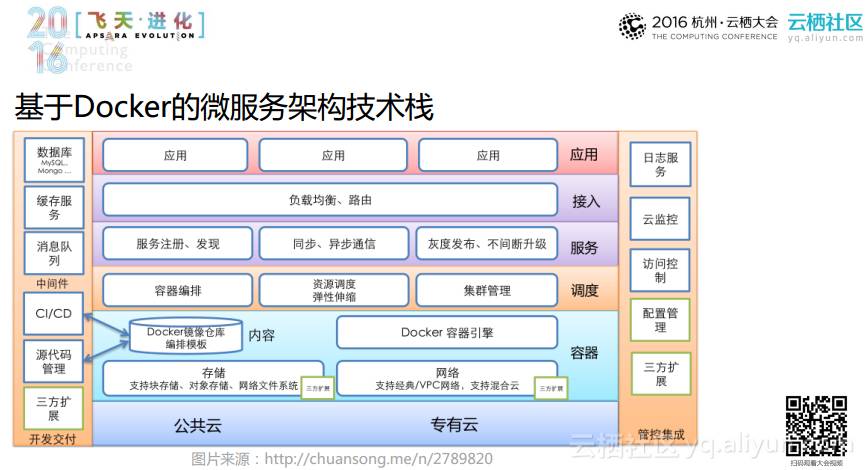 2016
[ 飞天·进化 ]
APSARA EVOLUTION
Computing
Conference
2016 杭州·云栖大会
THE COMPUTING CONFERENCE
云栖社区
yq.aliyun.com
基于Docker的微服务架构技术栈
数据库
MySQL..
Mongo ...
缓存服
务
消息队
列
中间件
CI/CD
源代码
管理
三方扩
展
开发交付
应用
应用
应用
应用
负载均衡、路由
接入
服务注册、发现
同步、异步通信
灰度发布、不间断升级
服务
容器编排
资源调度
弹性伸缩
集群管理
调度
Docker镜像仓库
编排模板
内容
Docker 容器引擎
容器
存储
支持块存储、对象存储、网络文件系统
三方扩展
网络
支持经典/VPC网络，支持混合云
三方扩展
公共云
专有云
日志服
务
云监控
访问控
制
配置管
理
三方扩
展
管控集成
云栖社区 yq.aliyun.com
扫码观看大会视频
图片来源：http://chuansong.me/n/2789820